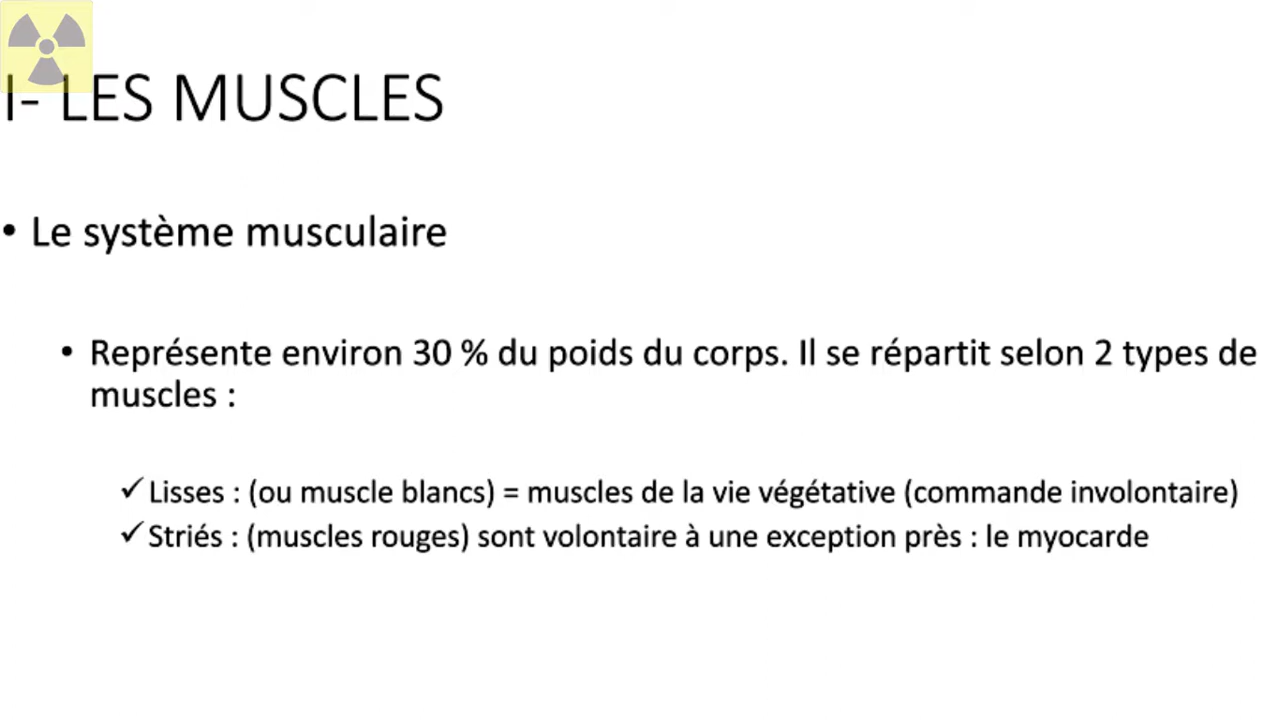 I- LES MUSCLES
• Le système musculaire
• Représente environ 30 % du poids du corps. Il se répartit selon 2 types de
muscles :
✓ Lisses : (ou muscle blancs) = muscles de la vie végétative (commande involontaire)
✓ Striés : (muscles rouges) sont volontaire à une exception près : le myocarde